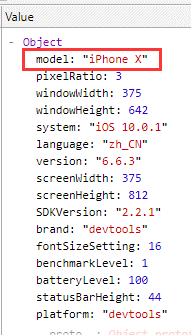 Value
- Object
model: "iPhone X"
pixelRatio: 3
windowWidth: 375
windowHeight: 642
system: "iOS 10.0.1"
language: "zh_CN"
version: "6.6.3"
screenWidth: 375
screenHeight: 812
SDKVersion: "2.2.1"
brand: "devtools"
fontSizeSetting: 16
benchmarkLevel: 1
batteryLevel: 100
statusBarHeight: 44
platform: "devtools"